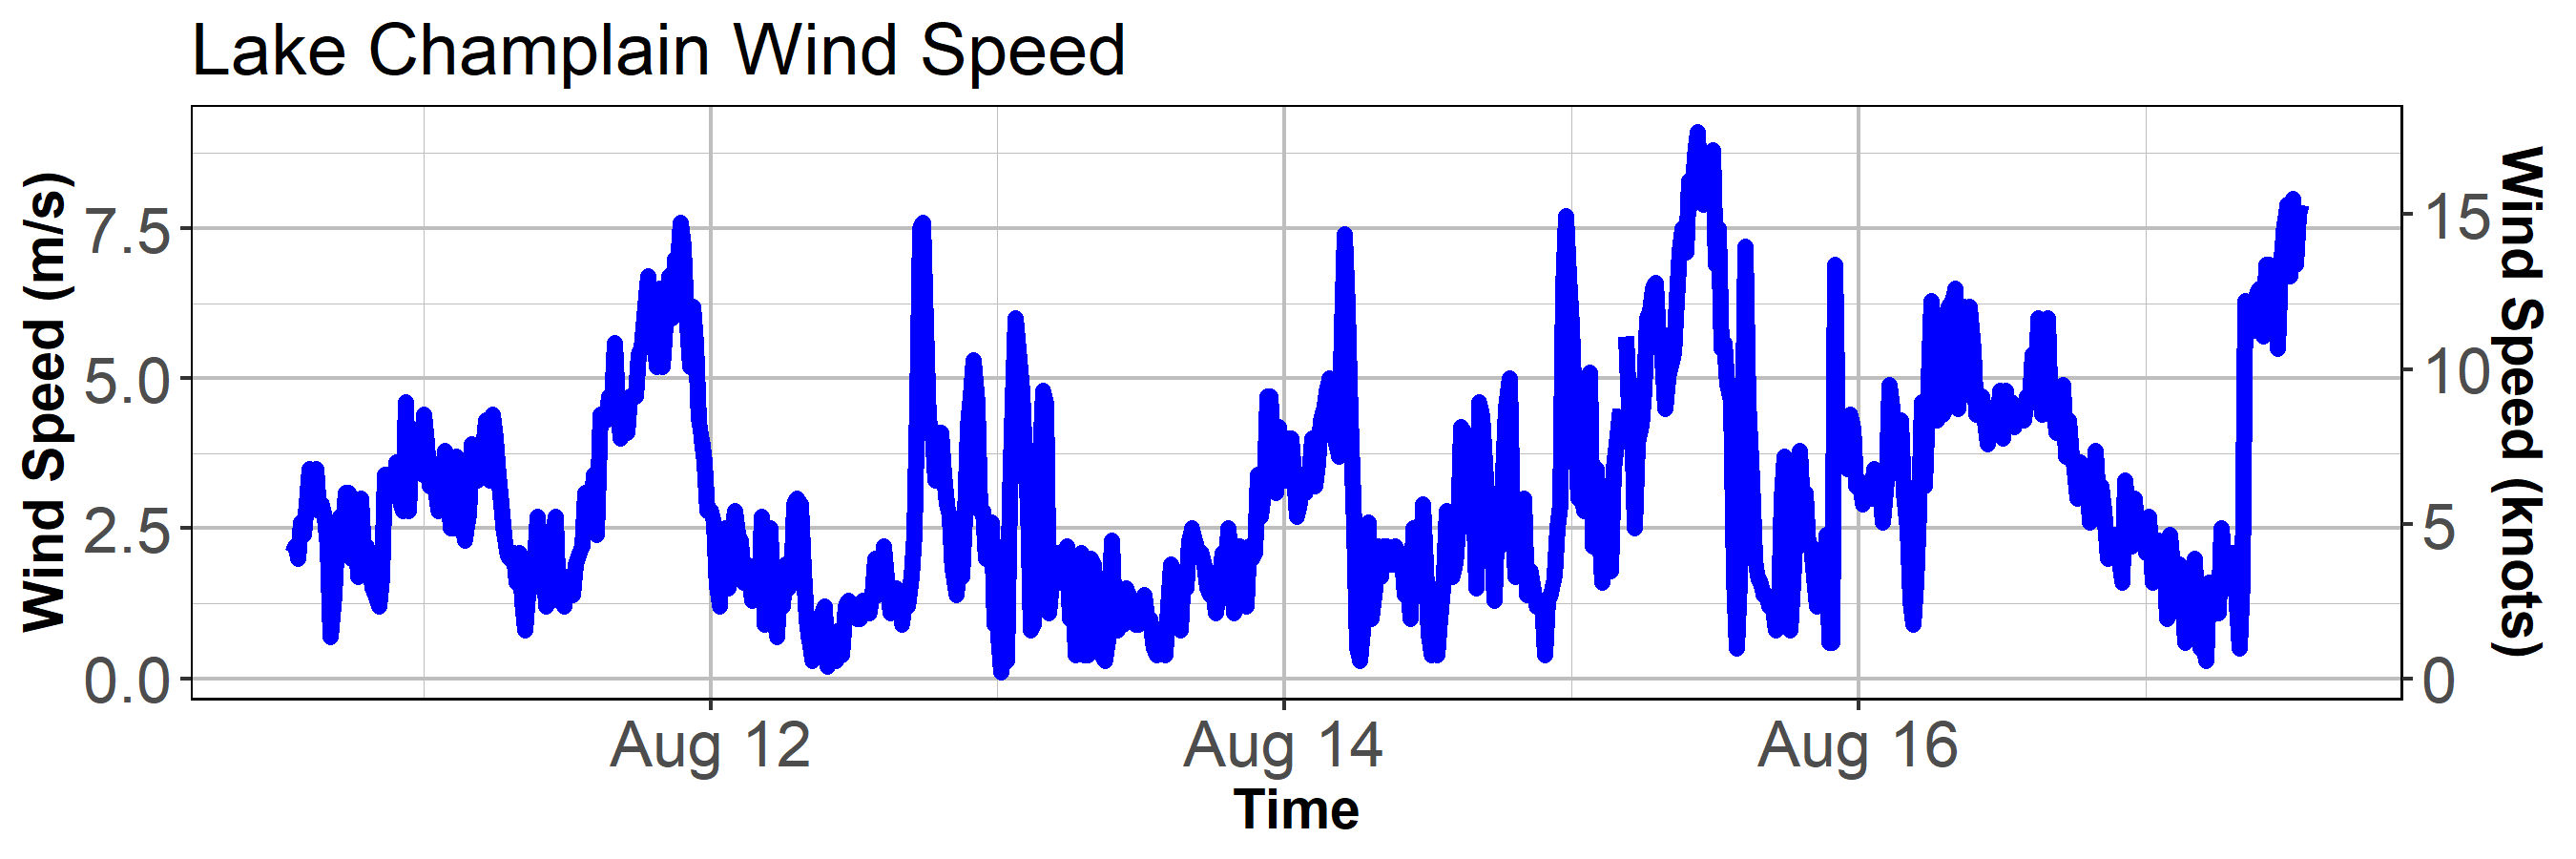 Lake Champlain Wind Speed
Wind Speed (m/s)
7.5
5.0
2.5
0.0
15
10
5
0
Wind Speed (knots)
Aug 12
Aug 14
Aug 16
Time